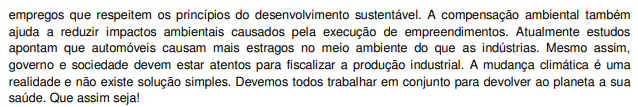 empregos que respeitem os princípios do desenvolvimento sustentável. A compensação ambiental também
ajuda a reduzir impactos ambientais causados pela execução de empreendimentos. Atualmente estudos
apontam que automóveis causam mais estragos no meio ambiente do que as indústrias. Mesmo assim,
governo e sociedade devem estar atentos para fiscalizar a produção industrial. A mudança climática é uma
realidade e não existe solução simples. Devemos todos trabalhar em conjunto para devolver ao planeta a sua
saúde. Que assim seja!